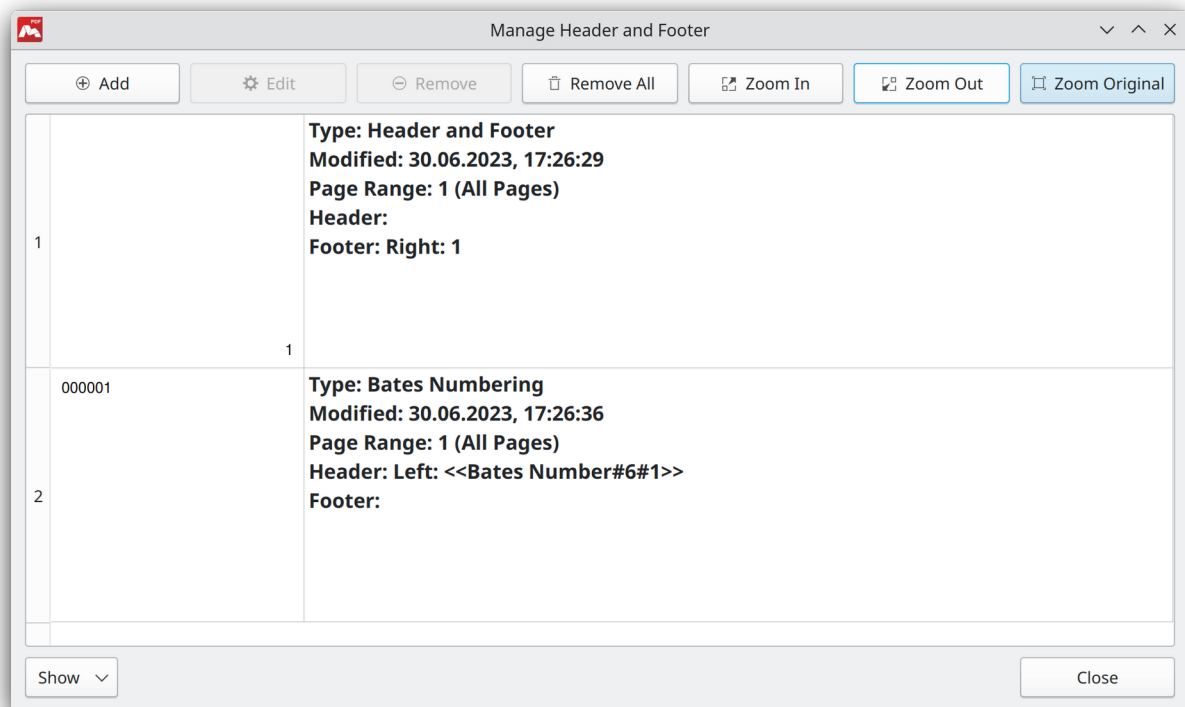 PDF
Manage Header and Footer
Add Edit Remove Remove All Zoom In Zoom Out Zoom Original
1
Type: Header and Footer
Modified: 30.06.2023, 17:26:29
Page Range: 1 (All Pages)
Header:
Footer: Right: 1
1
2
000001
Type: Bates Numbering
Modified: 30.06.2023, 17:26:36
Page Range: 1 (All Pages)
Header: Left: <<Bates Number#6#1>>
Footer:
Show Close